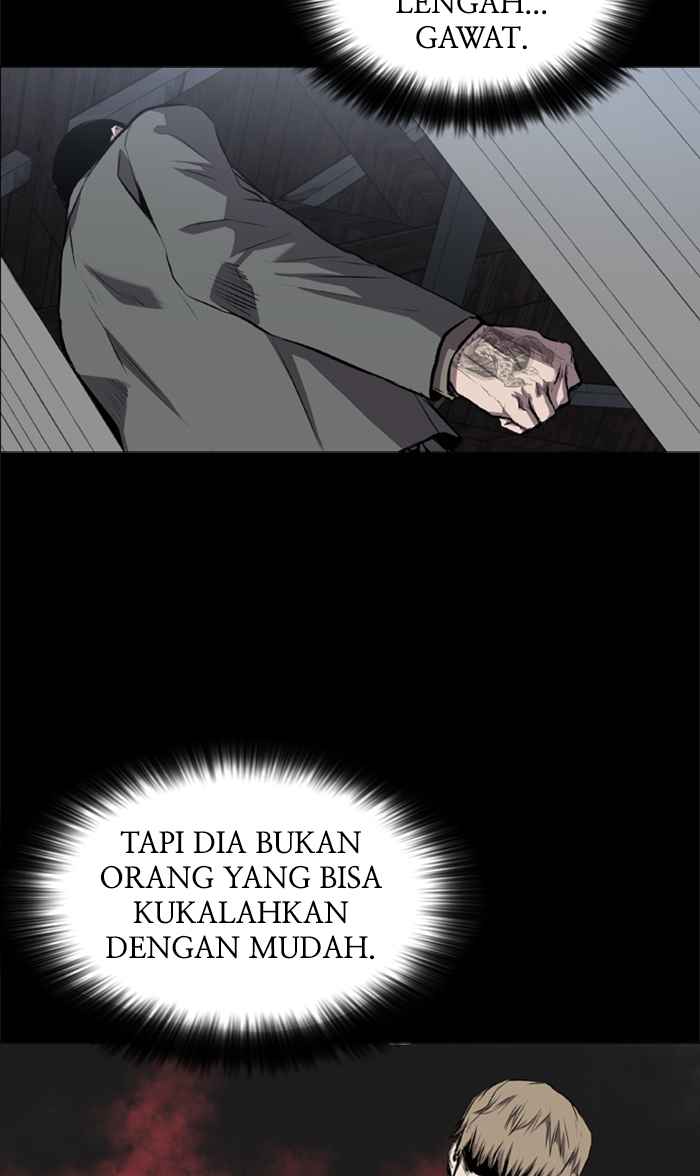 LENGAH...
GAWAT.
TAPI DIA BUKAN
ORANG YANG BISA
KUKALAHKAN
DENGAN MUDAH.